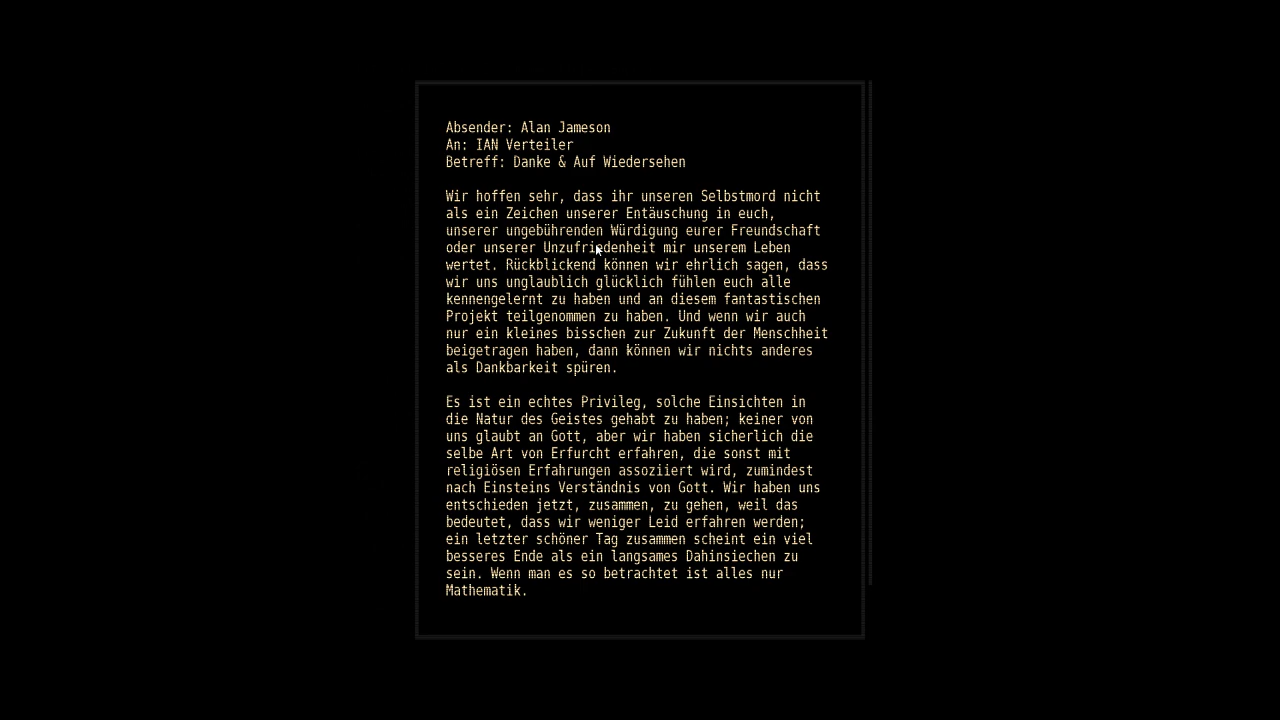 Absender: Alan Jameson
An: IAN Verteiler
Betreff: Danke & Auf Wiedersehen
Wir hoffen sehr, dass ihr unseren Selbstmord nicht
als ein Zeichen unserer Entäuschung in euch,
unserer ungebührenden Würdigung eurer Freundschaft
oder unserer Unzufriedenheit mir unserem Leben
wertet. Rückblickend können wir ehrlich sagen, dass
wir uns unglaublich glücklich fühlen euch alle
kennengelernt zu haben und an diesem fantastischen
Projekt teilgenommen zu haben. Und wenn wir auch
nur ein kleines bisschen zur Zukunft der Menschheit
beigetragen haben, dann können wir nichts anderes
als Dankbarkeit spüren.
Es ist ein echtes Privileg, solche Einsichten in
die Natur des Geistes gehabt zu haben; keiner von
uns glaubt an Gott, aber wir haben sicherlich die
selbe Art von Erfurcht erfahren, die sonst mit
religiösen Erfahrungen assoziiert wird, zumindest
nach Einsteins Verständnis von Gott. Wir haben uns
entschieden jetzt, zusammen, zu gehen, weil das
bedeutet, dass wir weniger Leid erfahren werden;
ein letzter schöner Tag zusammen scheint ein viel
besseres Ende als ein langsames Dahinsiechen zu
sein. Wenn man es so betrachtet ist alles nur
Mathematik.